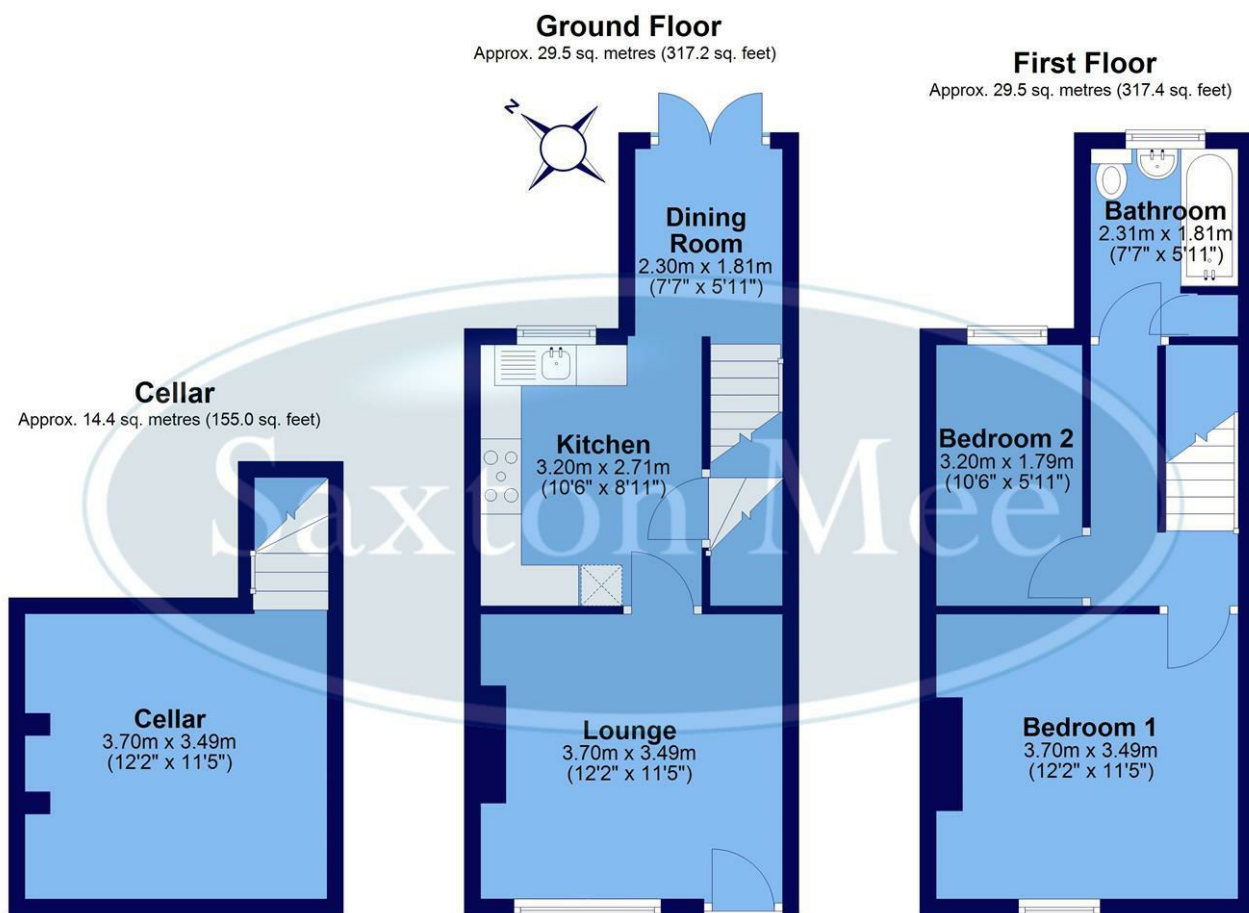 Ground Floor
Approx. 29.5 sq. metres (317.2 sq. feet)
First Floor
Approx. 29.5 sq. metres (317.4 sq. feet)
Cellar
Approx. 14.4 sq. metres (155.0 sq. feet)
N
Dining
Room
2.30m x 1.81m
(7'7" x 5'11")
Bathroom
2.31m x 1.81m
(7'7" x 5'11")
Kitchen
3.20m x 2.71m
(10'6" x 8'11")
Bedroom 2
3.20m x 1.79m
(10'6" x 5'11")
Saxton Mee
Cellar
3.70m x 3.49m
(12'2" x 11'5")
Lounge
3.70m x 3.49m
(12'2" x 11'5")
Bedroom 1
3.70m x 3.49m
(12'2" x 11'5")